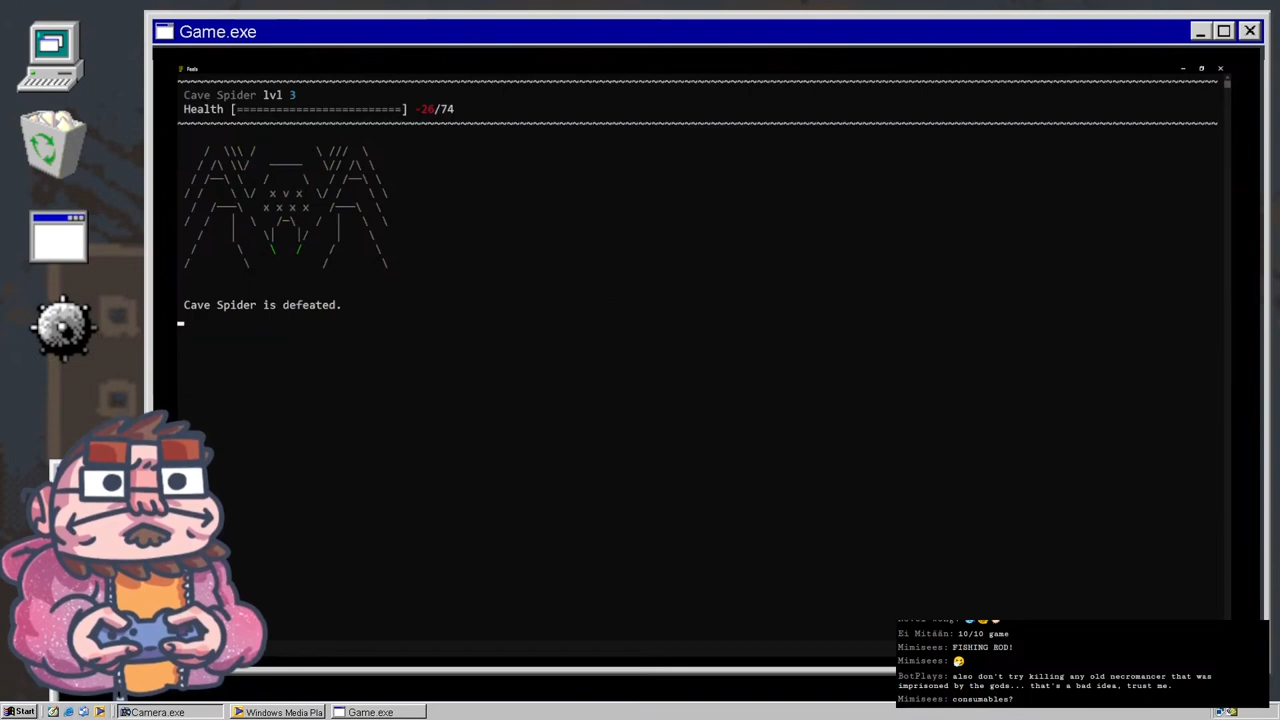 Game.exe
Feels
Cave Spider lvl 3
Health [=========================] -26/74
Cave Spider is defeated.
Ei Mitään: 10/10 game
Mimisees: FISHING ROD!
Mimisees:
BotPlays: also don't try killing any old necromancer that was
imprisoned by the gods... that's a bad idea, trust me.
Mimisees: consumables?
Start
Camera.exe
Windows Media Pla
Game.exe